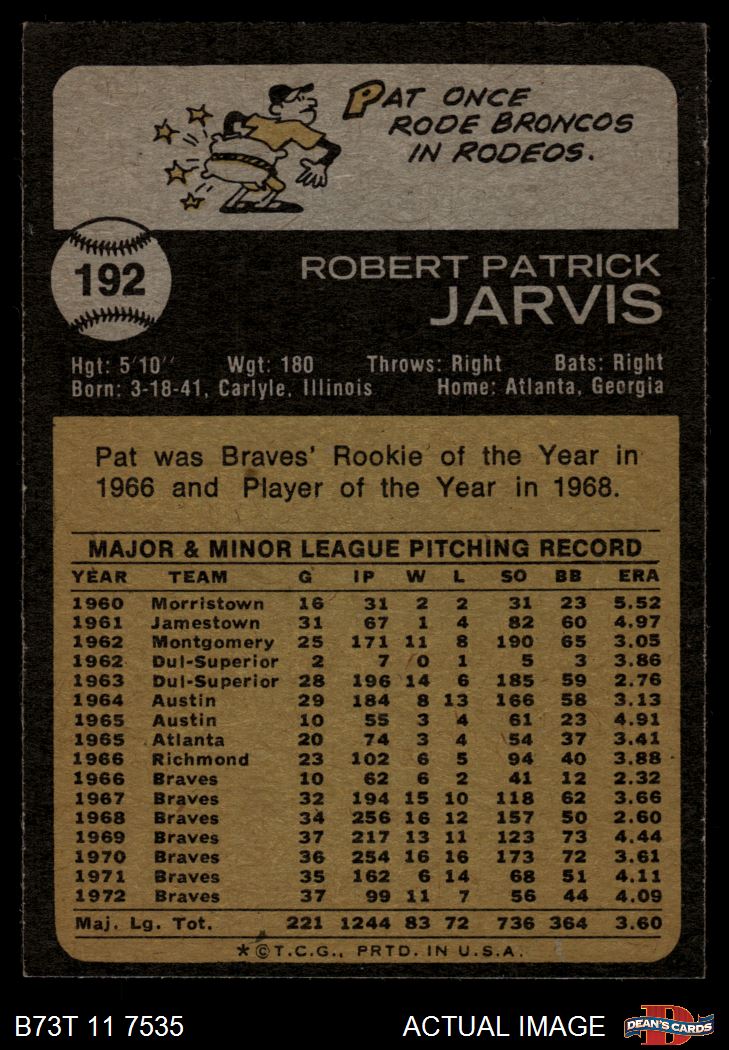 PAT ONCE
RODE BRONCOS
IN RODEOS.
192
ROBERT PATRICK
JARVIS
Hgt: 5'10'' Wgt: 180 Throws: Right Bats: Right
Born: 3-18-41, Carlyle, Illinois Home: Atlanta, Georgia
Pat was Braves' Rookie of the Year in
1966 and Player of the Year in 1968.
MAJOR & MINOR LEAGUE PITCHING RECORD
YEAR TEAM G IP W L SO BB ERA
1960 Morristown 16 31 2 2 31 23 5.52
1961 Jamestown 31 67 1 4 82 60 4.97
1962 Montgomery 25 171 11 8 190 65 3.05
1962 Dul-Superior 2 7 0 1 5 3 3.86
1963 Dul-Superior 28 196 14 6 185 59 2.76
1964 Austin 29 184 8 13 166 58 3.13
1965 Austin 10 55 3 4 61 23 4.91
1965 Atlanta 20 74 3 4 54 37 3.41
1966 Richmond 23 102 6 5 94 40 3.88
1966 Braves 10 62 6 2 41 12 2.32
1967 Braves 32 194 15 10 118 62 3.66
1968 Braves 34 256 16 12 157 50 2.60
1969 Braves 37 217 13 11 123 73 4.44
1970 Braves 36 254 16 16 173 72 3.61
1971 Braves 35 162 6 14 68 51 4.11
1972 Braves 37 99 11 7 56 44 4.09
Maj. Lg. Tot. 221 1244 83 72 736 364 3.60
*©T.C.G., PRTD. IN U.S.A.
B73T 11 7535 ACTUAL IMAGE D DEAN'S CARDS